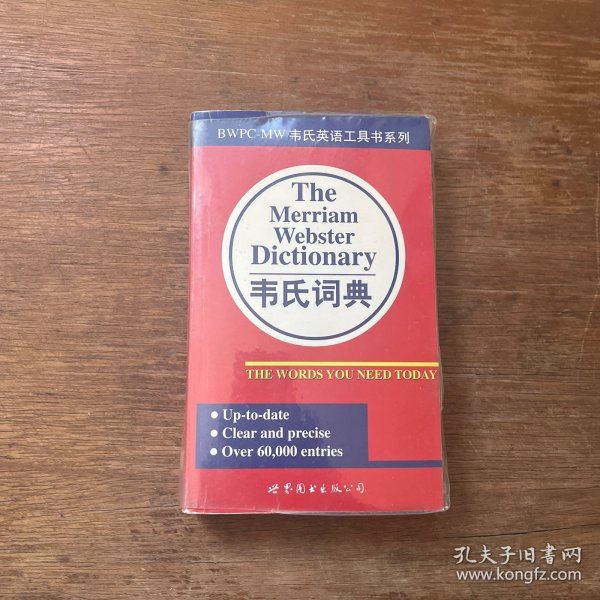 BWPC-MW 韦氏英语工具书系列
The
Merriam
Webster
Dictionary
韦氏词典
THE WORDS YOU NEED TODAY
● Up-to-date
● Clear and precise
● Over 60,000 entries
世界图书出版公司
孔夫子旧书网
www.kongfz.com